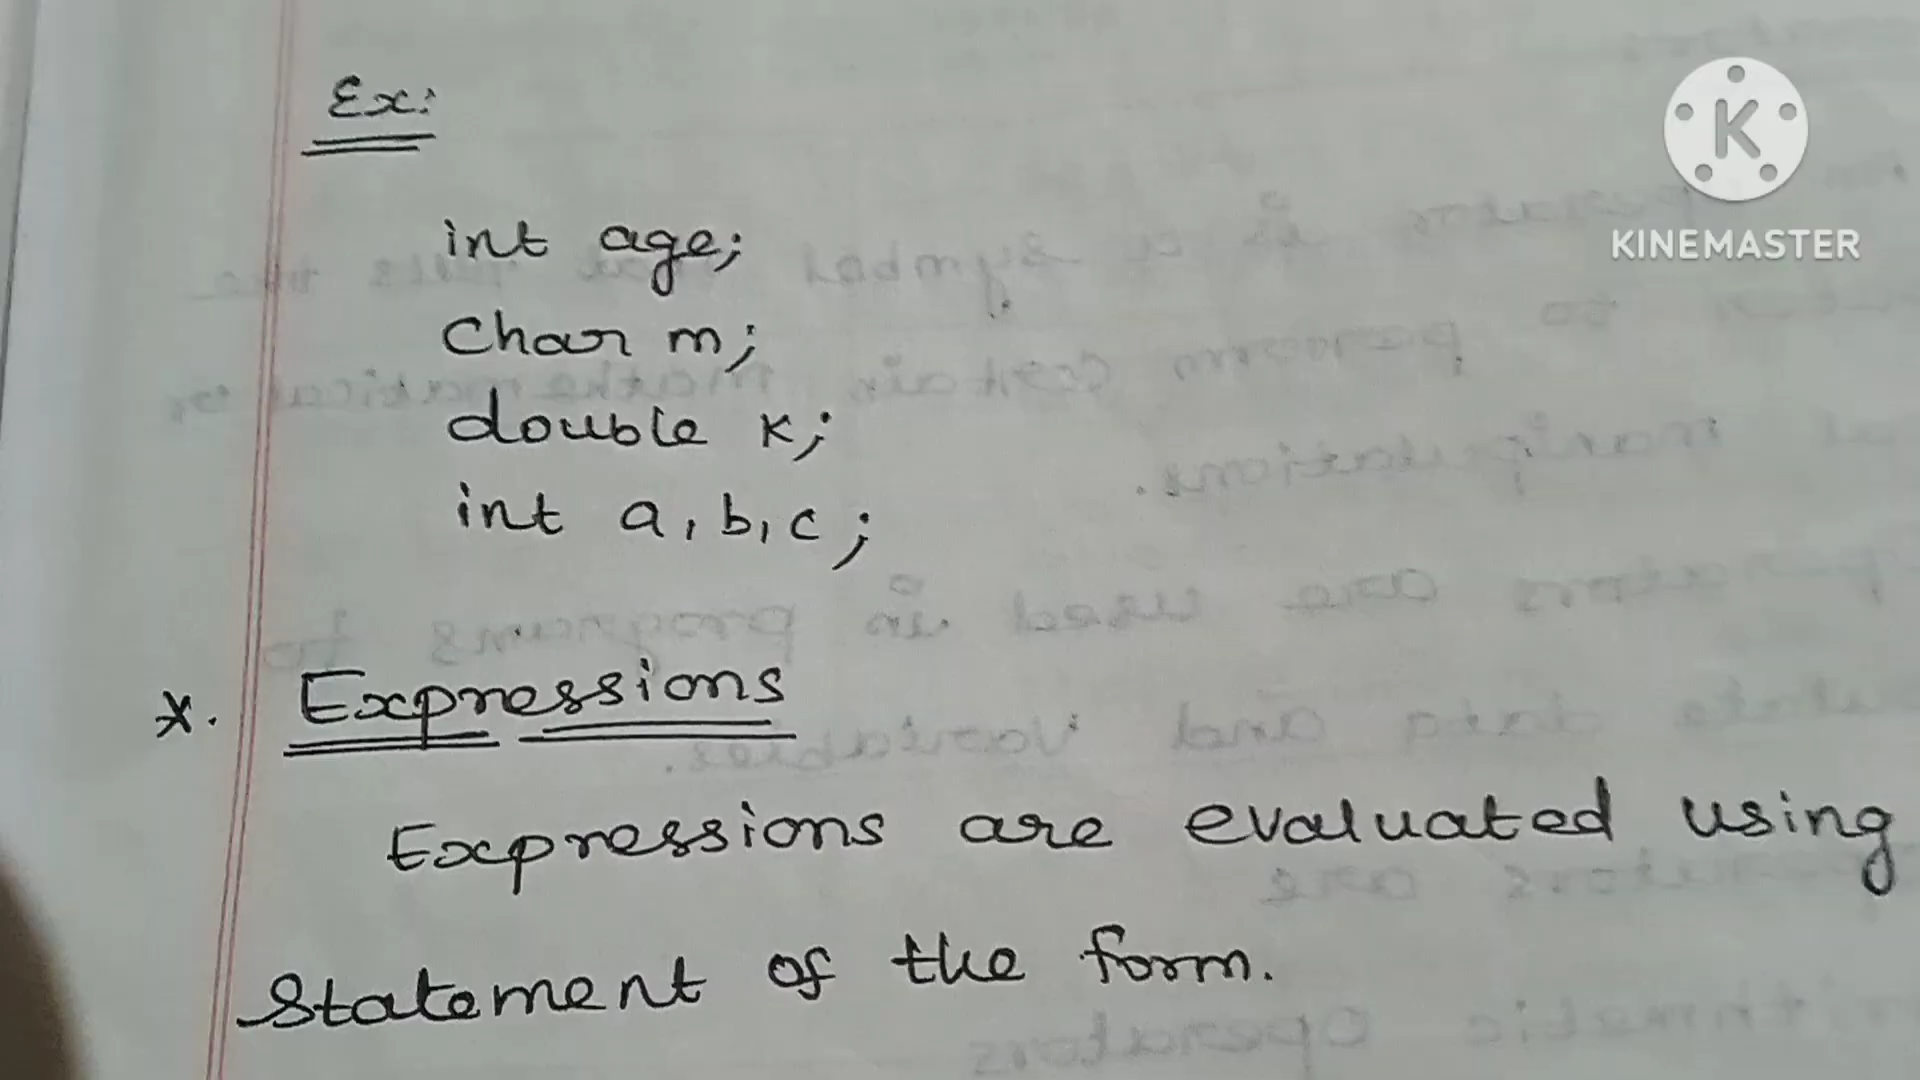 Ex:
K
KINEMASTER
int age;
Char m;
double k;
int a, b, c;
*. Expressions
Expressions are evaluated using
Statement of the form.